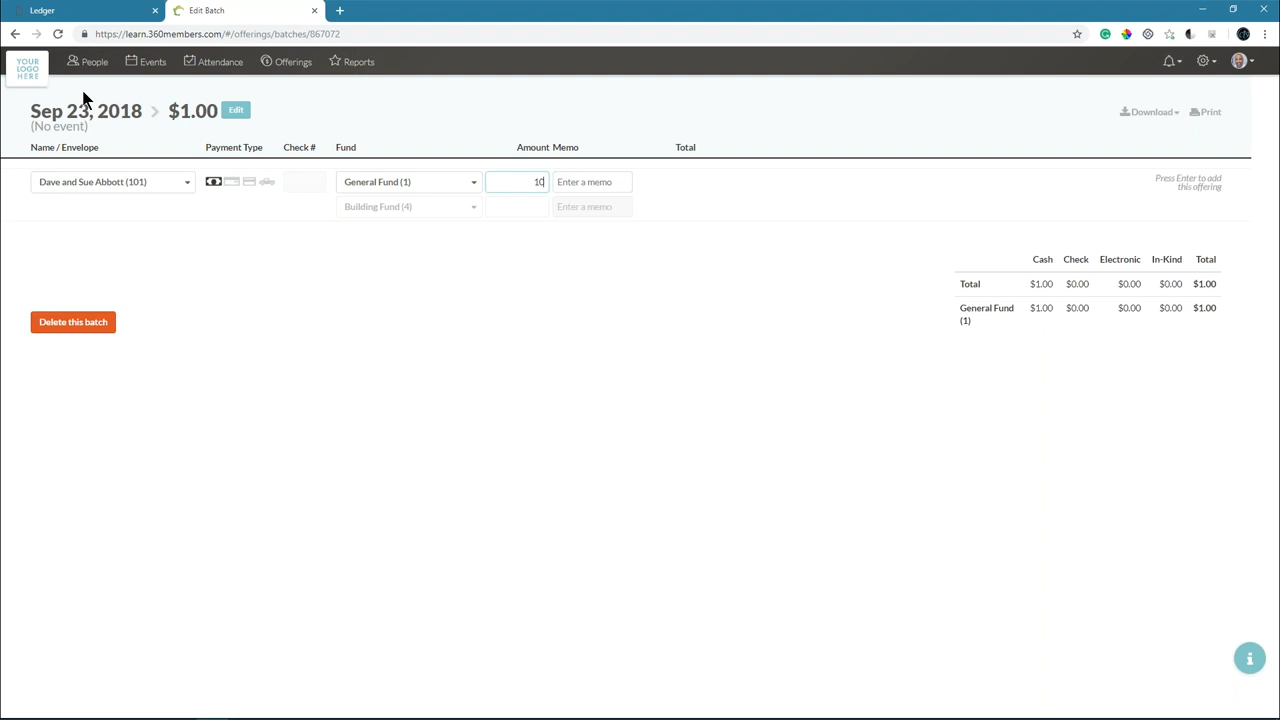 Ledger
Edit Batch
https://learn.360members.com/#/offerings/batches/867072
YOUR
LOGO
HERE
People
Events
Attendance
Offerings
Reports
Sep 23, 2018 > $1.00 Edit
(No event)
Download
Print
Name / Envelope Payment Type Check # Fund Amount Memo Total
Dave and Sue Abbott (101) General Fund (1) 10 Enter a memo
Press Enter to add
this offering
Building Fund (4) Enter a memo
Cash Check Electronic In-Kind Total
Total $1.00 $0.00 $0.00 $0.00 $1.00
General Fund
(1) $1.00 $0.00 $0.00 $0.00 $1.00
Delete this batch